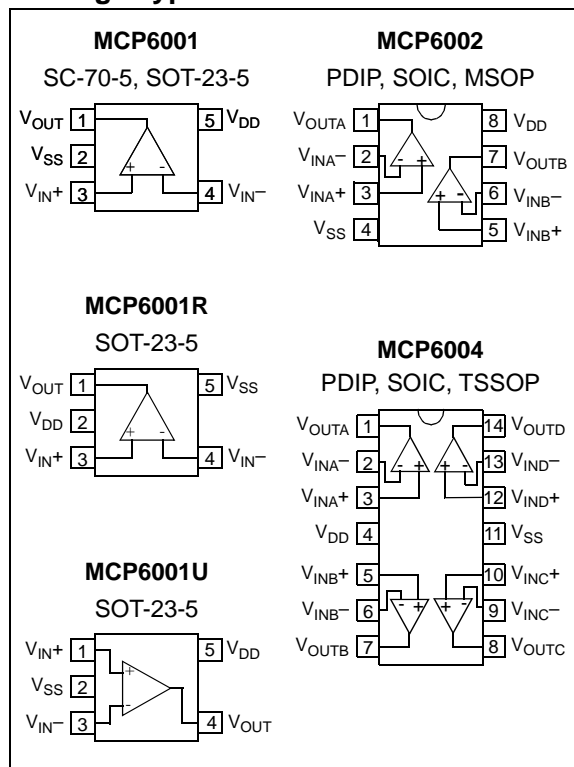 MCP6001
SC-70-5, SOT-23-5
VOUT 1 5 VDD
VSS 2
VIN+ 3 4 VIN–
+ -
MCP6002
PDIP, SOIC, MSOP
VOUTA 1 8 VDD
VINA– 2 7 VOUTB
- +
VINA+ 3 6 VINB–
+ -
VSS 4 5 VINB+
MCP6001R
SOT-23-5
VOUT 1 5 VSS
VDD 2
VIN+ 3 4 VIN–
+ -
MCP6004
PDIP, SOIC, TSSOP
VOUTA 1 14 VOUTD
VINA– 2 13 VIND–
- + + -
VINA+ 3 12 VIND+
VDD 4 11 VSS
VINB+ 5 10 VINC+
VINB– 6 9 VINC–
- + + -
VOUTB 7 8 VOUTC
MCP6001U
SOT-23-5
VIN+ 1 5 VDD
+
VSS 2
-
VIN– 3 4 VOUT